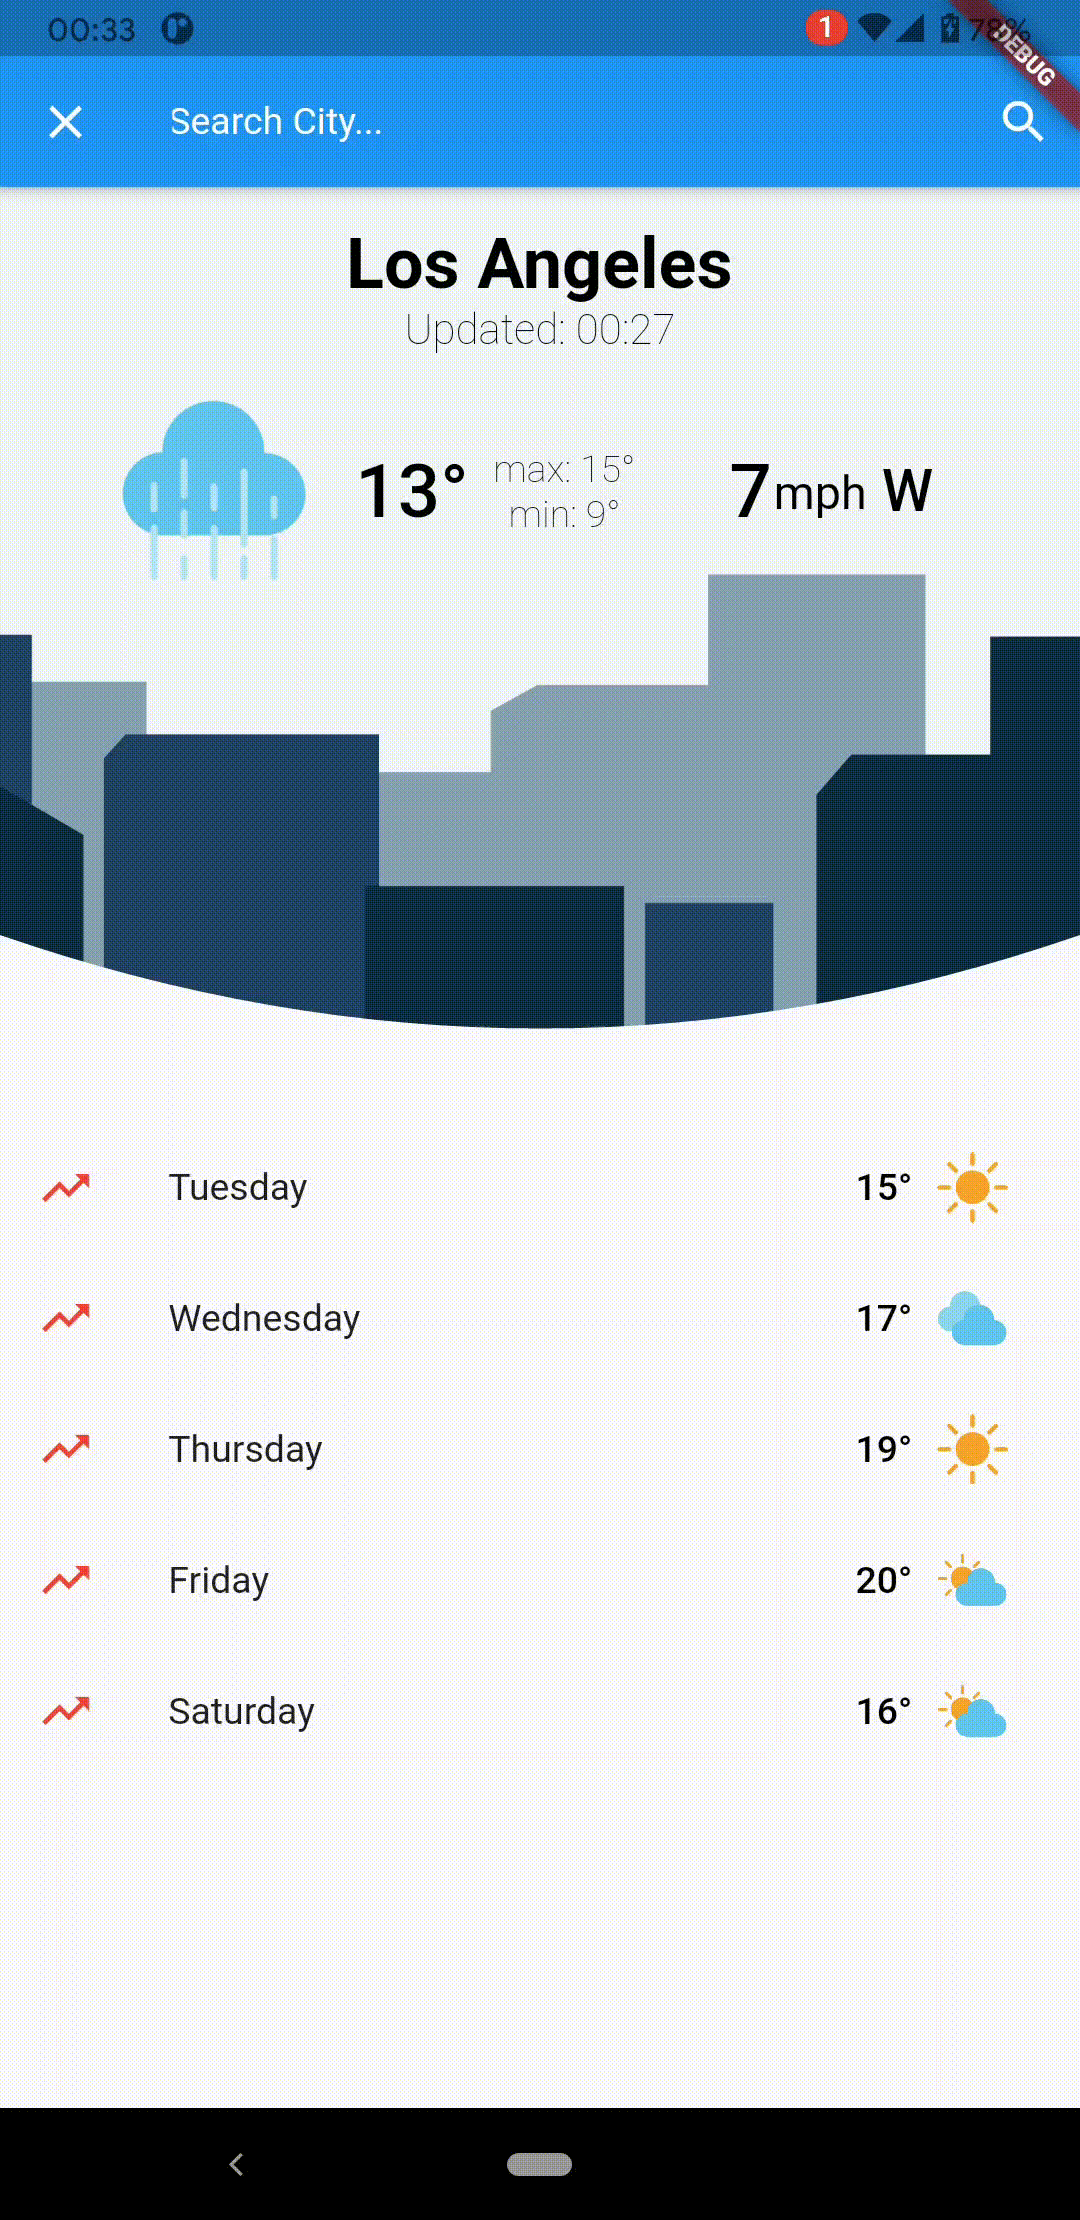 00:33 1 78%
DEBUG
Search City...
Los Angeles
Updated: 00:27
13° max: 15° 7mph W
min: 9°
Tuesday 15°
Wednesday 17°
Thursday 19°
Friday 20°
Saturday 16°